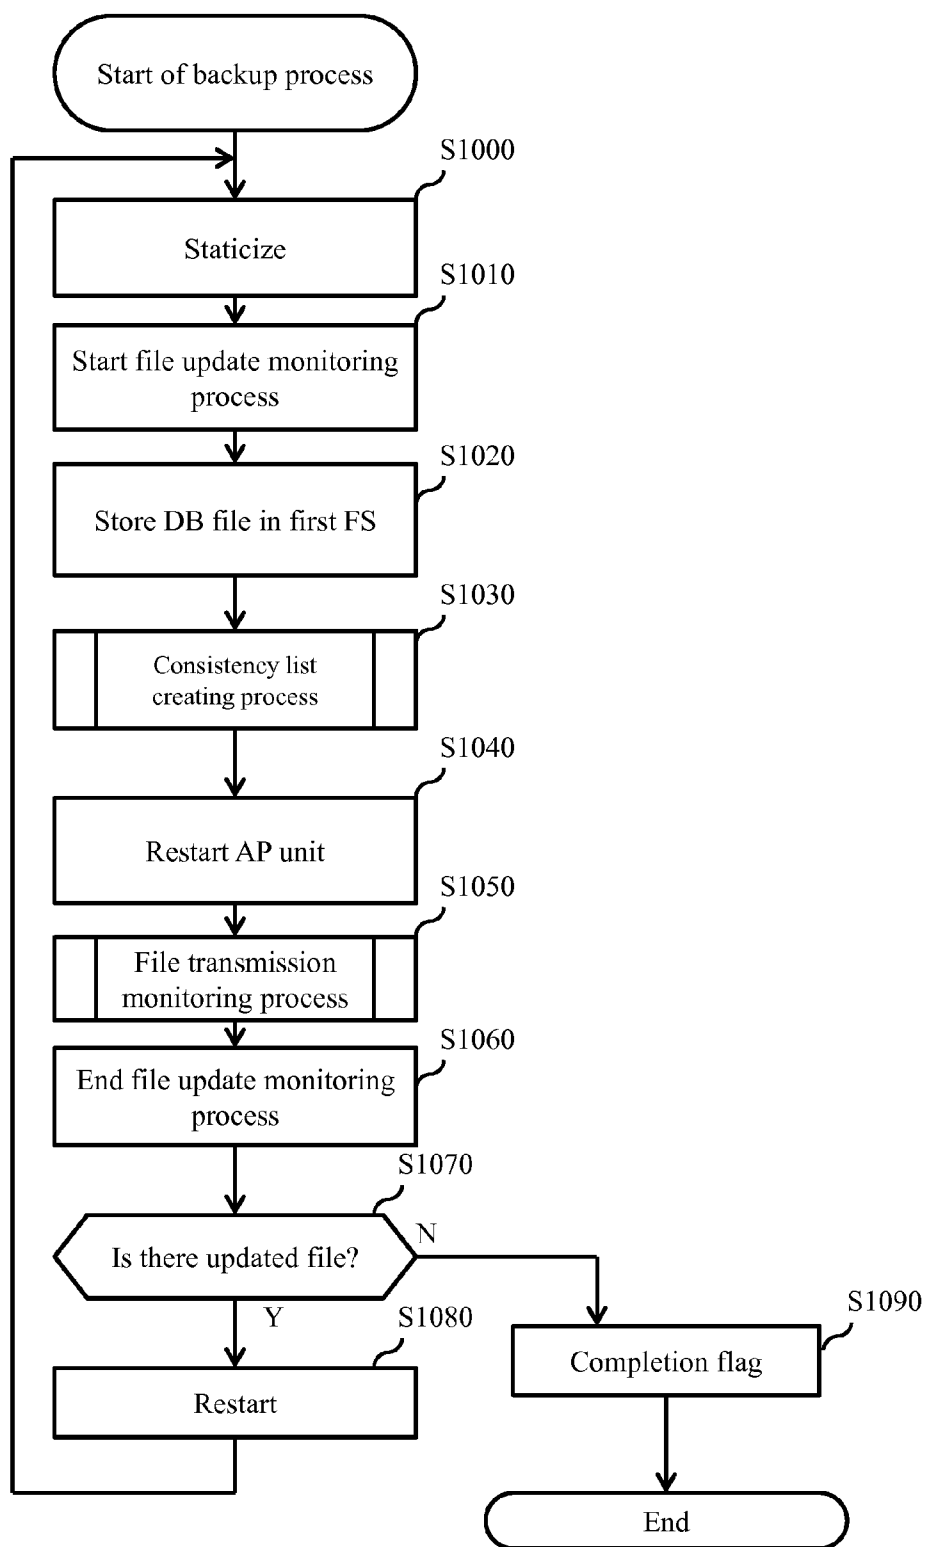 Start of backup process
S1000
Staticize
S1010
Start file update monitoring
process
S1020
Store DB file in first FS
S1030
Consistency list
creating process
S1040
Restart AP unit
S1050
File transmission
monitoring process
S1060
End file update monitoring
process
S1070
Is there updated file?
N
Y
S1080
Restart
S1090
Completion flag
End